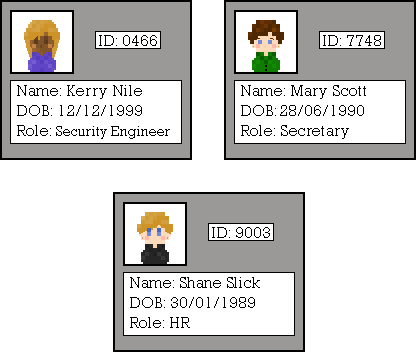 ID: 0466
Name: Kerry Nile
DOB: 12/12/1999
Role: Security Engineer
ID: 7748
Name: Mary Scott
DOB: 28/06/1990
Role: Secretary
ID: 9003
Name: Shane Slick
DOB: 30/01/1989
Role: HR